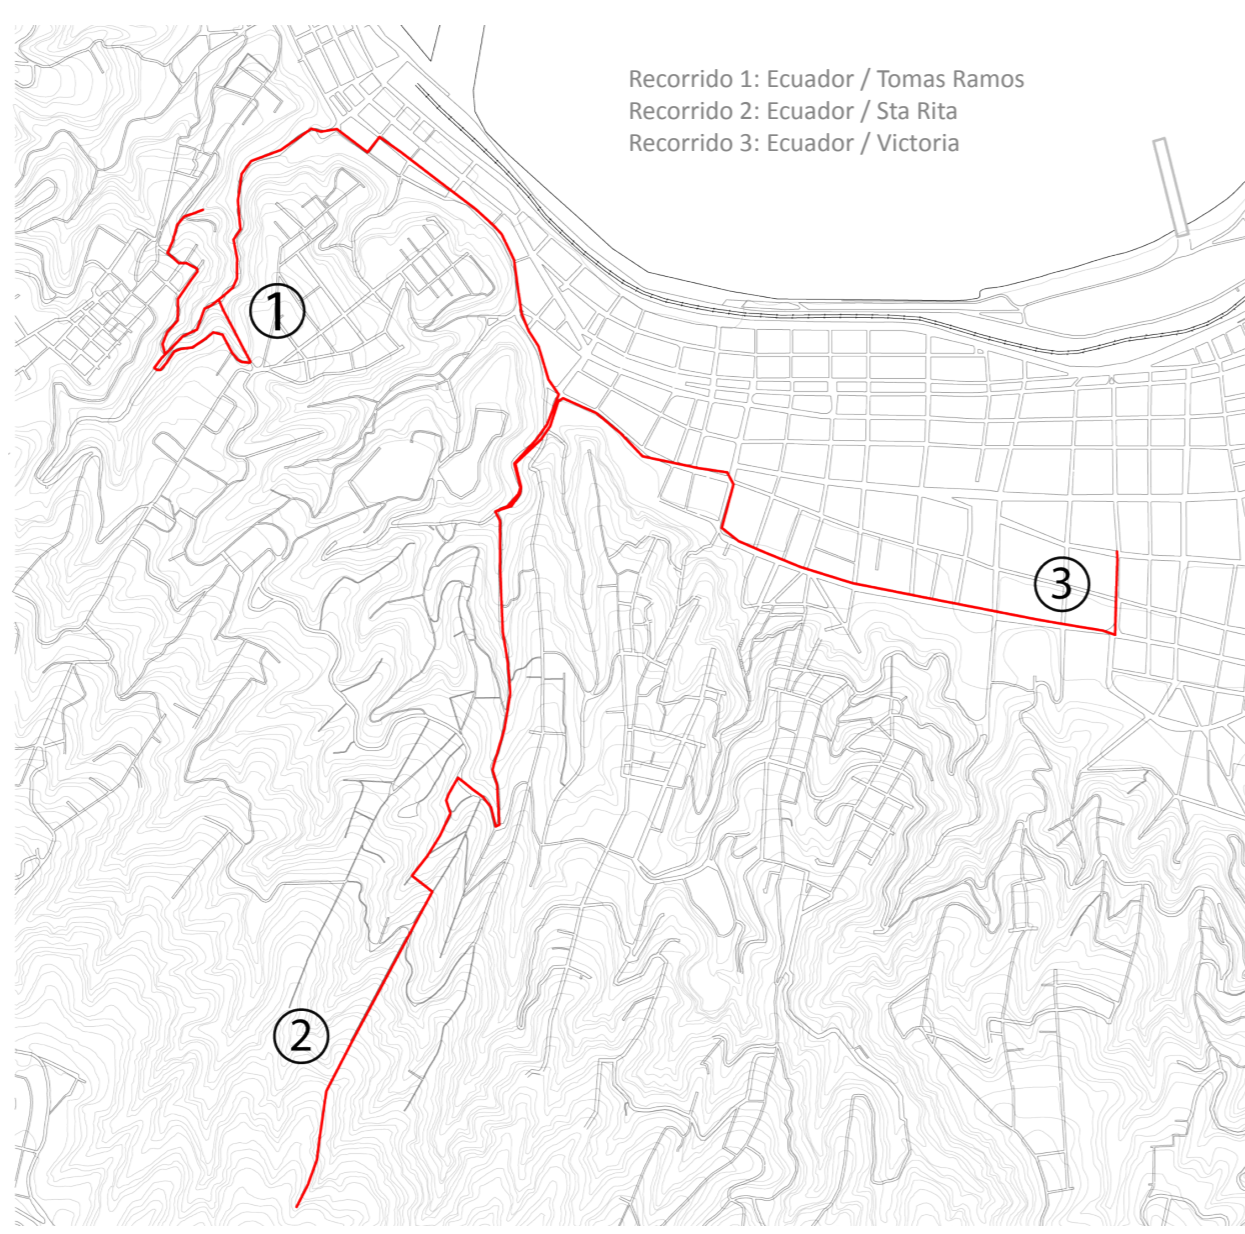 Recorrido 1: Ecuador / Tomas Ramos
Recorrido 2: Ecuador / Sta Rita
Recorrido 3: Ecuador / Victoria
1
3
2